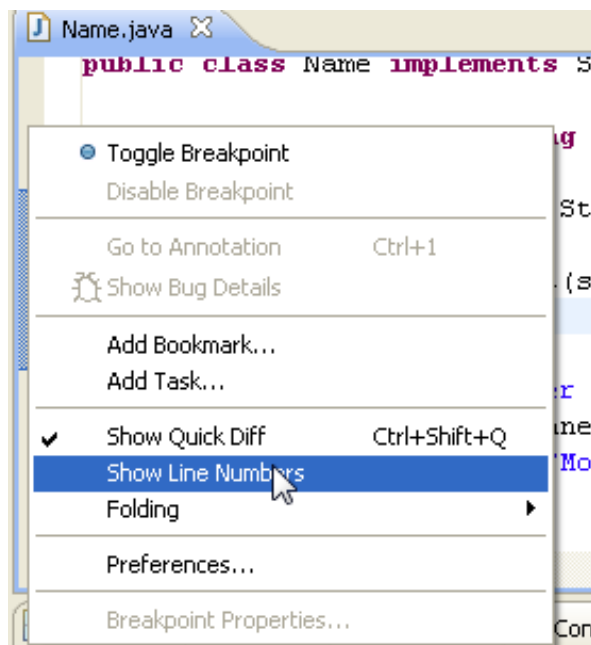 Name.java
public class Name implements S
Toggle Breakpoint
Disable Breakpoint
St
Go to Annotation Ctrl+1
(s
Show Bug Details
Add Bookmark...
Add Task...
Show Quick Diff Ctrl+Shift+Q
Show Line Numbers
Folding
Preferences...
Breakpoint Properties...
Con